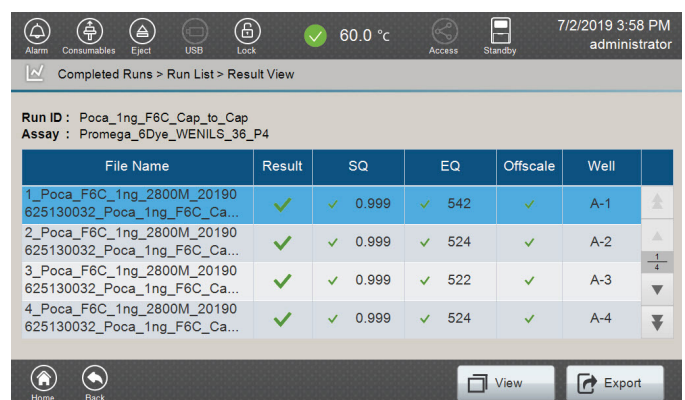 Alarm Consumables Eject USB Lock 60.0 °c Access Standby 7/2/2019 3:58 PM
administrator
Completed Runs > Run List > Result View
Run ID : Poca_1ng_F6C_Cap_to_Cap
Assay : Promega_6Dye_WENILS_36_P4
File Name Result SQ EQ Offscale Well
1_Poca_F6C_1ng_2800M_20190
625130032_Poca_1ng_F6C_Ca... 0.999 542 A-1
2_Poca_F6C_1ng_2800M_20190
625130032_Poca_1ng_F6C_Ca... 0.999 524 A-2
1
4
3_Poca_F6C_1ng_2800M_20190
625130032_Poca_1ng_F6C_Ca... 0.999 522 A-3
4_Poca_F6C_1ng_2800M_20190
625130032_Poca_1ng_F6C_Ca... 0.999 524 A-4
View Export
Home Back